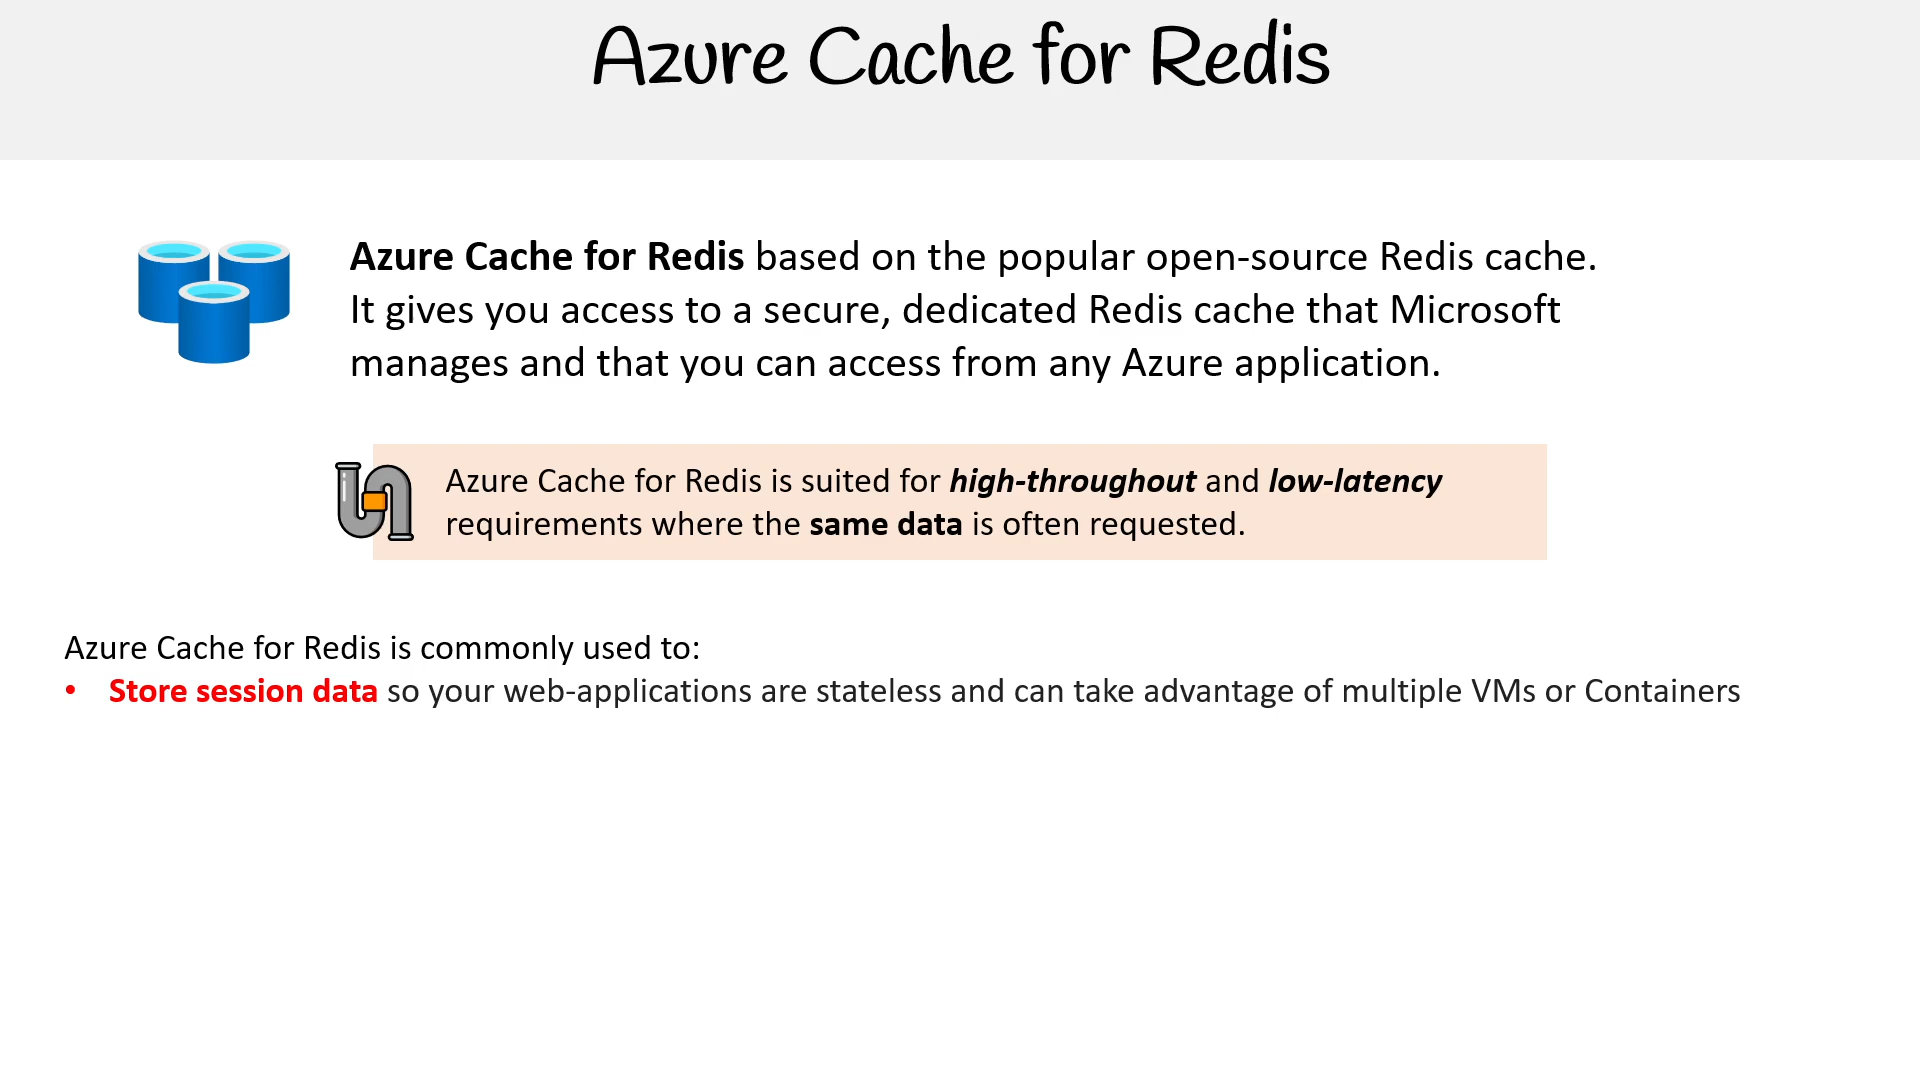 Azure Cache for Redis
Azure Cache for Redis based on the popular open-source Redis cache.
It gives you access to a secure, dedicated Redis cache that Microsoft
manages and that you can access from any Azure application.
Azure Cache for Redis is suited for high-throughout and low-latency
requirements where the same data is often requested.
Azure Cache for Redis is commonly used to:
• Store session data so your web-applications are stateless and can take advantage of multiple VMs or Containers